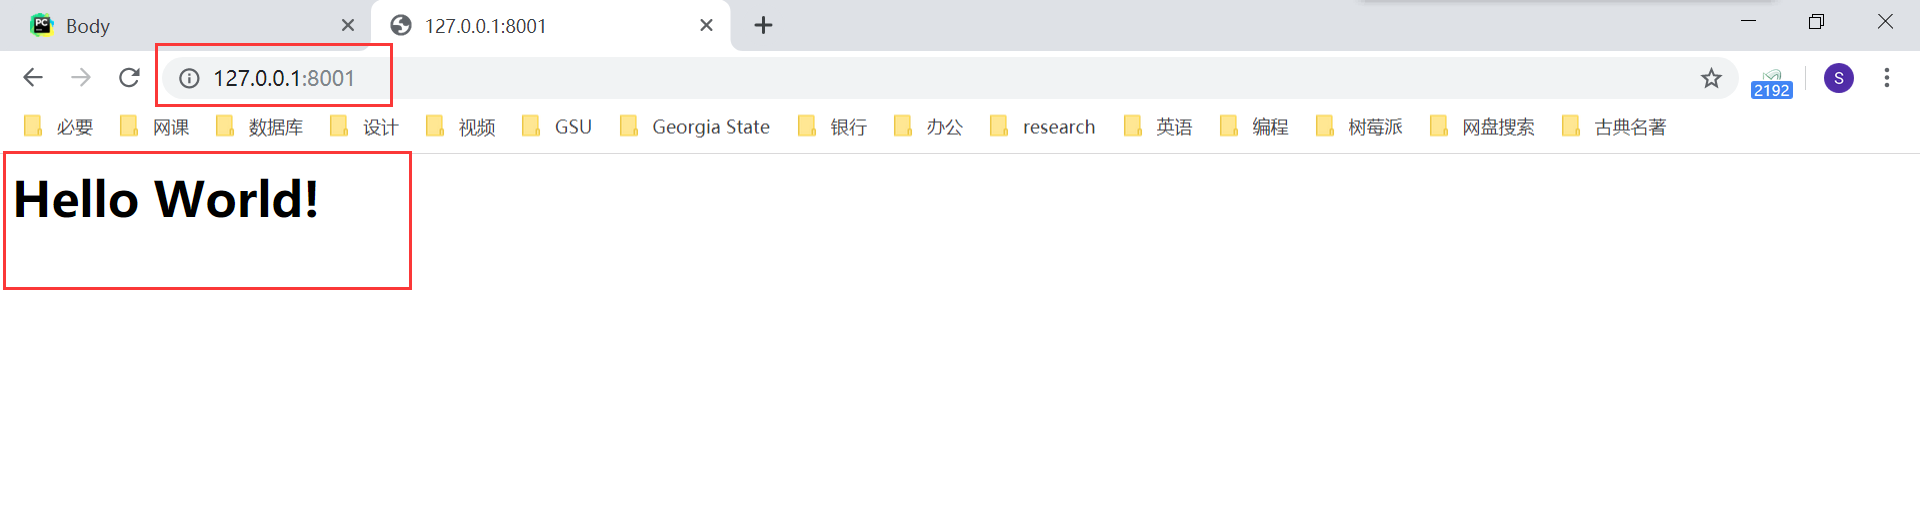 PC Body 127.0.0.1:8001
127.0.0.1:8001 2192 S
必要 网课 数据库 设计 视频 GSU Georgia State 银行 办公 research 英语 编程 树莓派 网盘搜索 古典名著
Hello World!